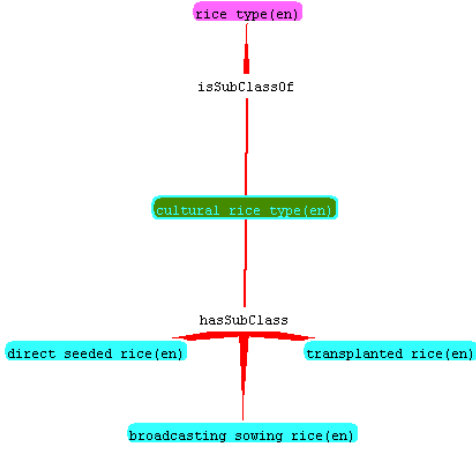 rice type(en)
isSubClassOf
cultural rice type(en)
hasSubClass
direct seeded rice(en)
transplanted rice(en)
broadcasting sowing rice(en)